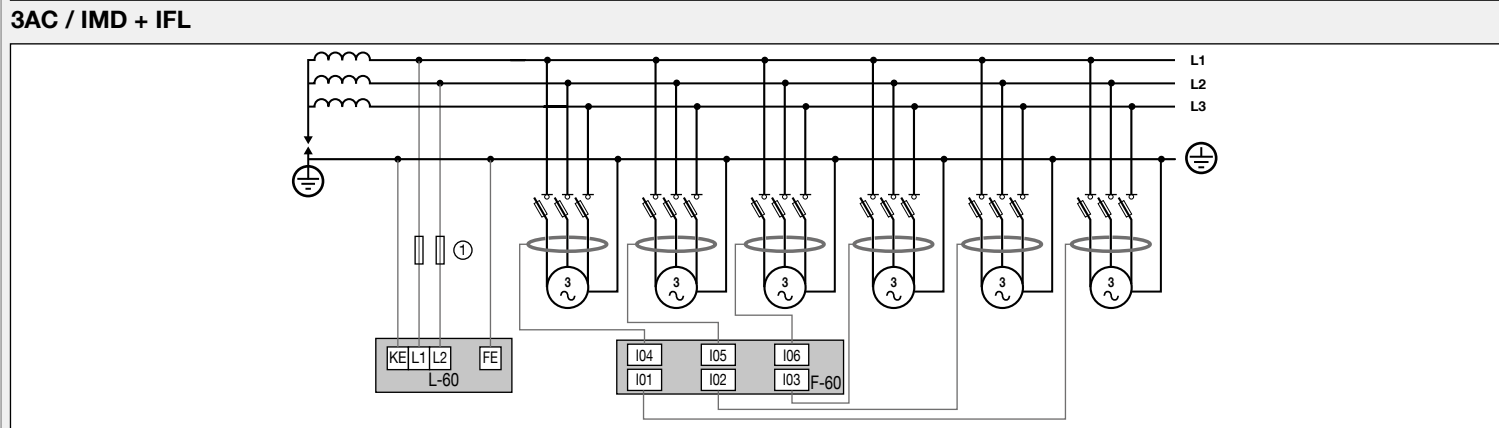 3AC / IMD + IFL
L1
L2
L3
①
3 3 3 3 3 3
KE L1 L2 FE
L-60
I04 I05 I06
I01 I02 I03 F-60